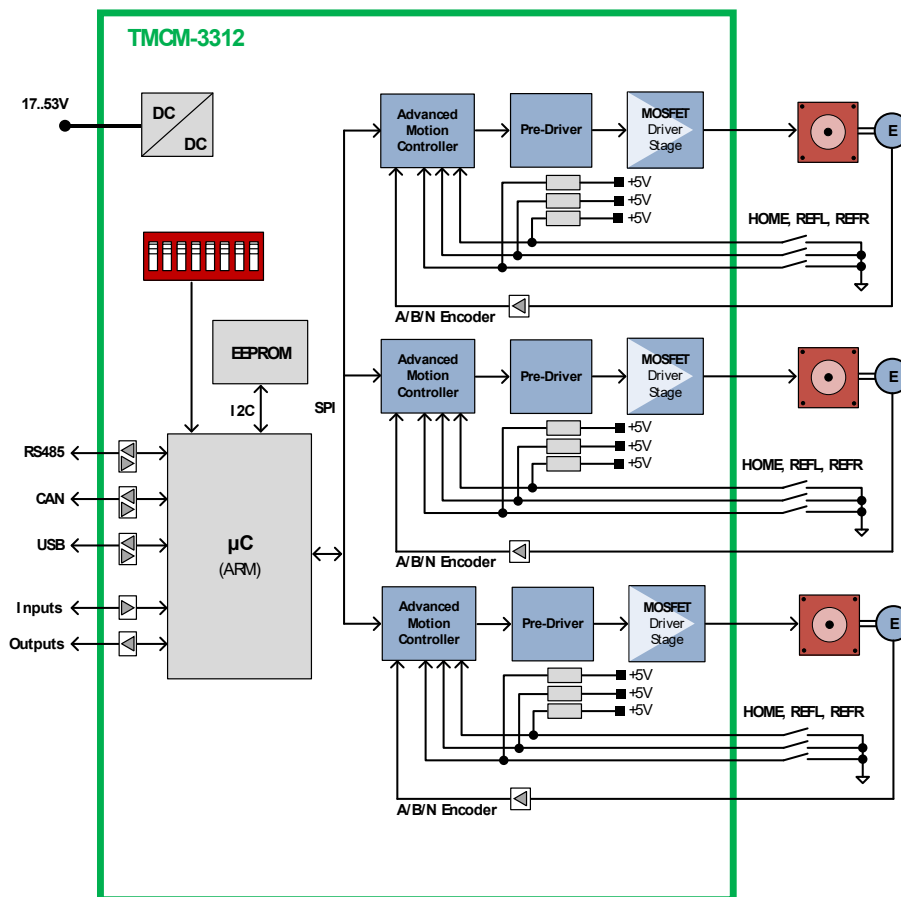 TMCM-3312
17..53V
DC
DC
Advanced
Motion
Controller
Pre-Driver
MOSFET
Driver
Stage
E
+5V
+5V
+5V
HOME, REFL, REFR
A/B/N Encoder
EEPROM
I2C
SPI
Advanced
Motion
Controller
Pre-Driver
MOSFET
Driver
Stage
E
+5V
+5V
+5V
HOME, REFL, REFR
A/B/N Encoder
RS485
CAN
USB
Inputs
Outputs
µC
(ARM)
Advanced
Motion
Controller
Pre-Driver
MOSFET
Driver
Stage
E
+5V
+5V
+5V
HOME, REFL, REFR
A/B/N Encoder